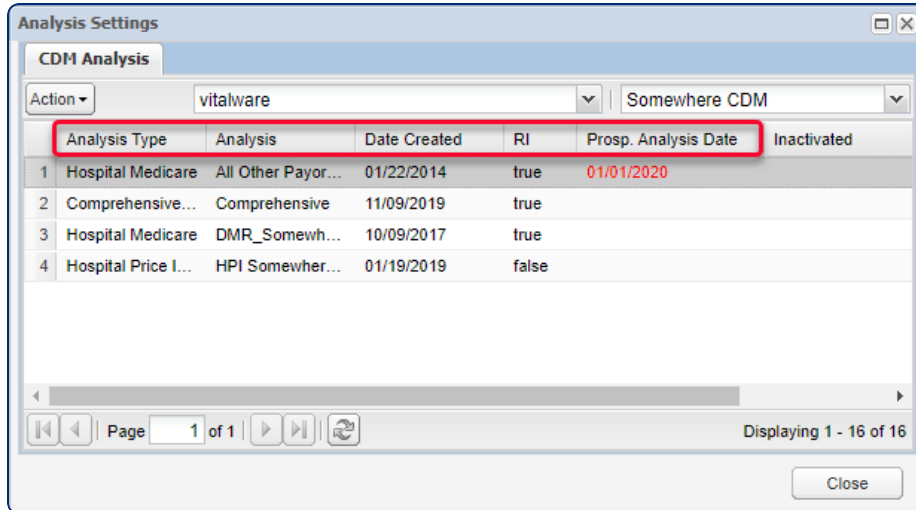 Analysis Settings
CDM Analysis
Action vitalware Somewhere CDM
Analysis Type Analysis Date Created RI Prosp. Analysis Date Inactivated
1 Hospital Medicare All Other Payor... 01/22/2014 true 01/01/2020
2 Comprehensive... Comprehensive 11/09/2019 true
3 Hospital Medicare DMR_Somewh... 10/09/2017 true
4 Hospital Price I... HPI Somewher... 01/19/2019 false
Page 1 of 1 Displaying 1 - 16 of 16
Close